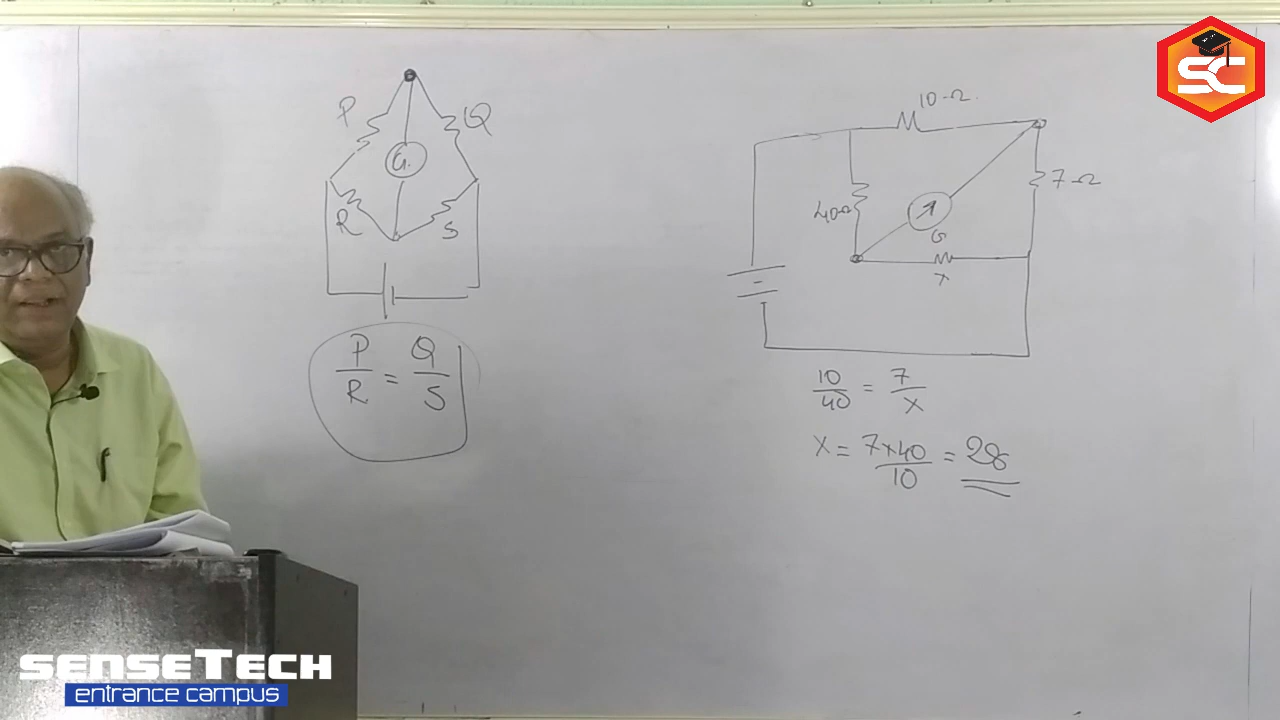 P
Q
G
R
S
P/R = Q/S
10Ω
7Ω
40Ω
G
x
10/40 = 7/x
x = 7×40/10 = 28
SC
SENSETECH
entrance campus